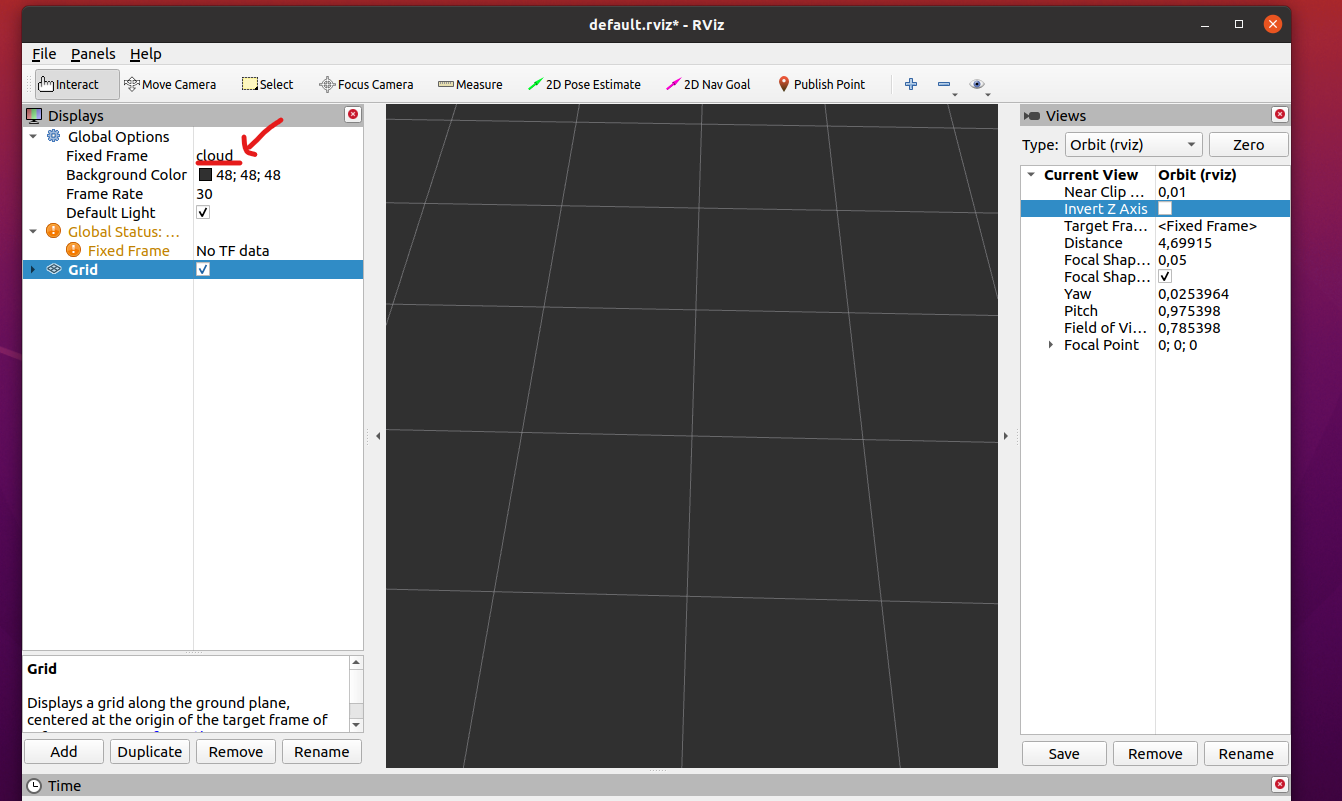 default.rviz* - RViz
File Panels Help
Interact Move Camera Select Focus Camera Measure 2D Pose Estimate 2D Nav Goal Publish Point
Displays
Global Options
Fixed Frame cloud
Background Color 48; 48; 48
Frame Rate 30
Default Light
Global Status: ...
Fixed Frame No TF data
Grid
Grid
Displays a grid along the ground plane,
centered at the origin of the target frame of
Add Duplicate Remove Rename
Time
Views
Type: Orbit (rviz) Zero
Current View Orbit (rviz)
Near Clip ... 0,01
Invert Z Axis
Target Fra... <Fixed Frame>
Distance 4,69915
Focal Shap... 0,05
Focal Shap...
Yaw 0,0253964
Pitch 0,975398
Field of Vi... 0,785398
Focal Point 0; 0; 0
Save Remove Rename